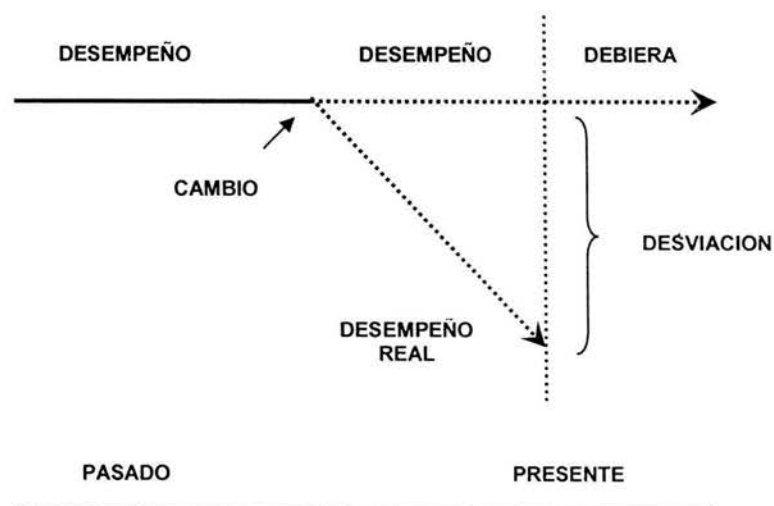 DESEMPEÑO DESEMPEÑO DEBIERA
CAMBIO
DESVIACION
DESEMPEÑO
REAL
PASADO PRESENTE